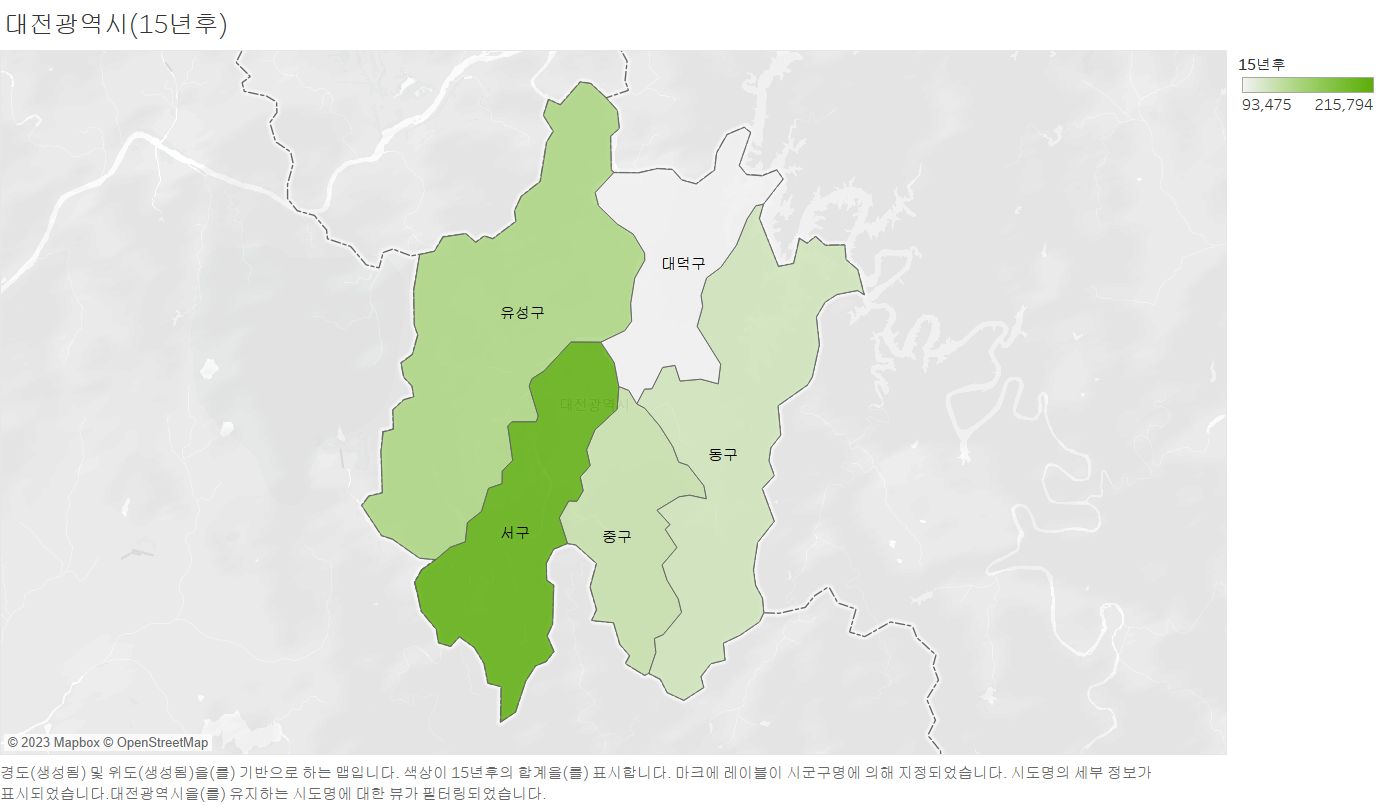 대전광역시(15년후)
15년후
93,475 215,794
대덕구
유성구
대전광역시
동구
서구
중구
© 2023 Mapbox © OpenStreetMap
경도(생성됨) 및 위도(생성됨)을(를) 기반으로 하는 맵입니다. 색상이 15년후의 합계을(를) 표시합니다. 마크에 레이블이 시군구명에 의해 지정되었습니다. 시도명의 세부 정보가
표시되었습니다.대전광역시을(를) 유지하는 시도명에 대한 뷰가 필터링되었습니다.